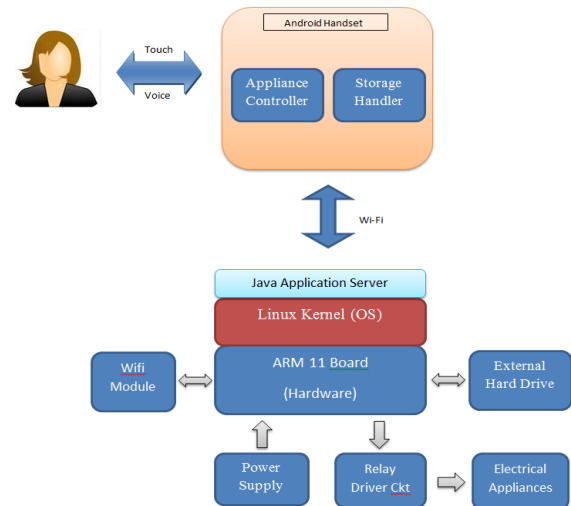 Android Handset
Touch
Voice
Appliance
Controller
Storage
Handler
Wi-Fi
Java Application Server
Linux Kernel (OS)
ARM 11 Board
(Hardware)
Wifi
Module
External
Hard Drive
Power
Supply
Relay
Driver Ckt
Electrical
Appliances